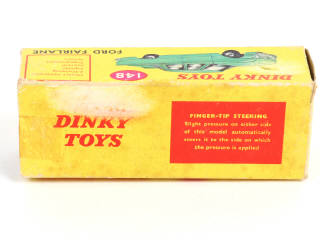 FORD FAIRLANE
148
DINKY TOYS
DINKY
TOYS
FINGER-TIP STEERING
Slight pressure on either side
of this model automatically
steers it to the side on which
the pressure is applied